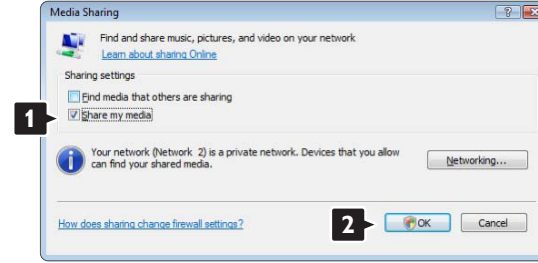 Media Sharing
Find and share music, pictures, and video on your network
Learn about sharing Online
Sharing settings
Find media that others are sharing
1
Share my media
Your network (Network 2) is a private network. Devices that you allow
can find your shared media.
Networking...
How does sharing change firewall settings?
2
OK
Cancel